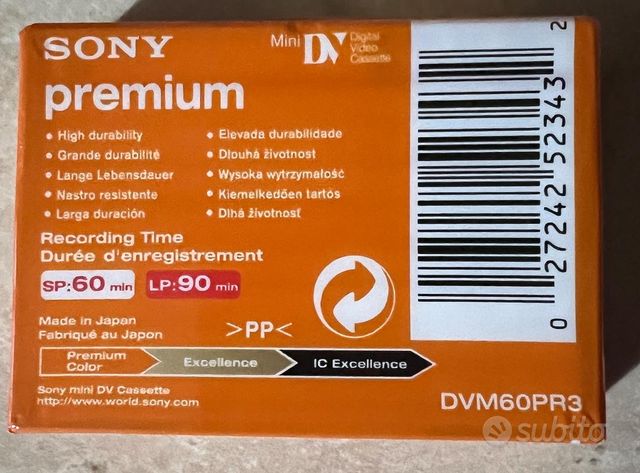 SONY
Mini DV Digital Video Cassette
premium
• High durability
• Grande durabilité
• Lange Lebensdauer
• Nastro resistente
• Larga duración
• Elevada durabilidade
• Dlouhá životnost
• Wysoka wytrzymałość
• Kiemelkedően tartós
• Dlhá životnosť
Recording Time
Durée d'enregistrement
SP:60 min LP:90 min
Made in Japan
Fabriqué au Japon
>PP<
Premium Color Excellence IC Excellence
Sony mini DV Cassette
http://www.world.sony.com
DVM60PR3
0 27242 52343 2
subito